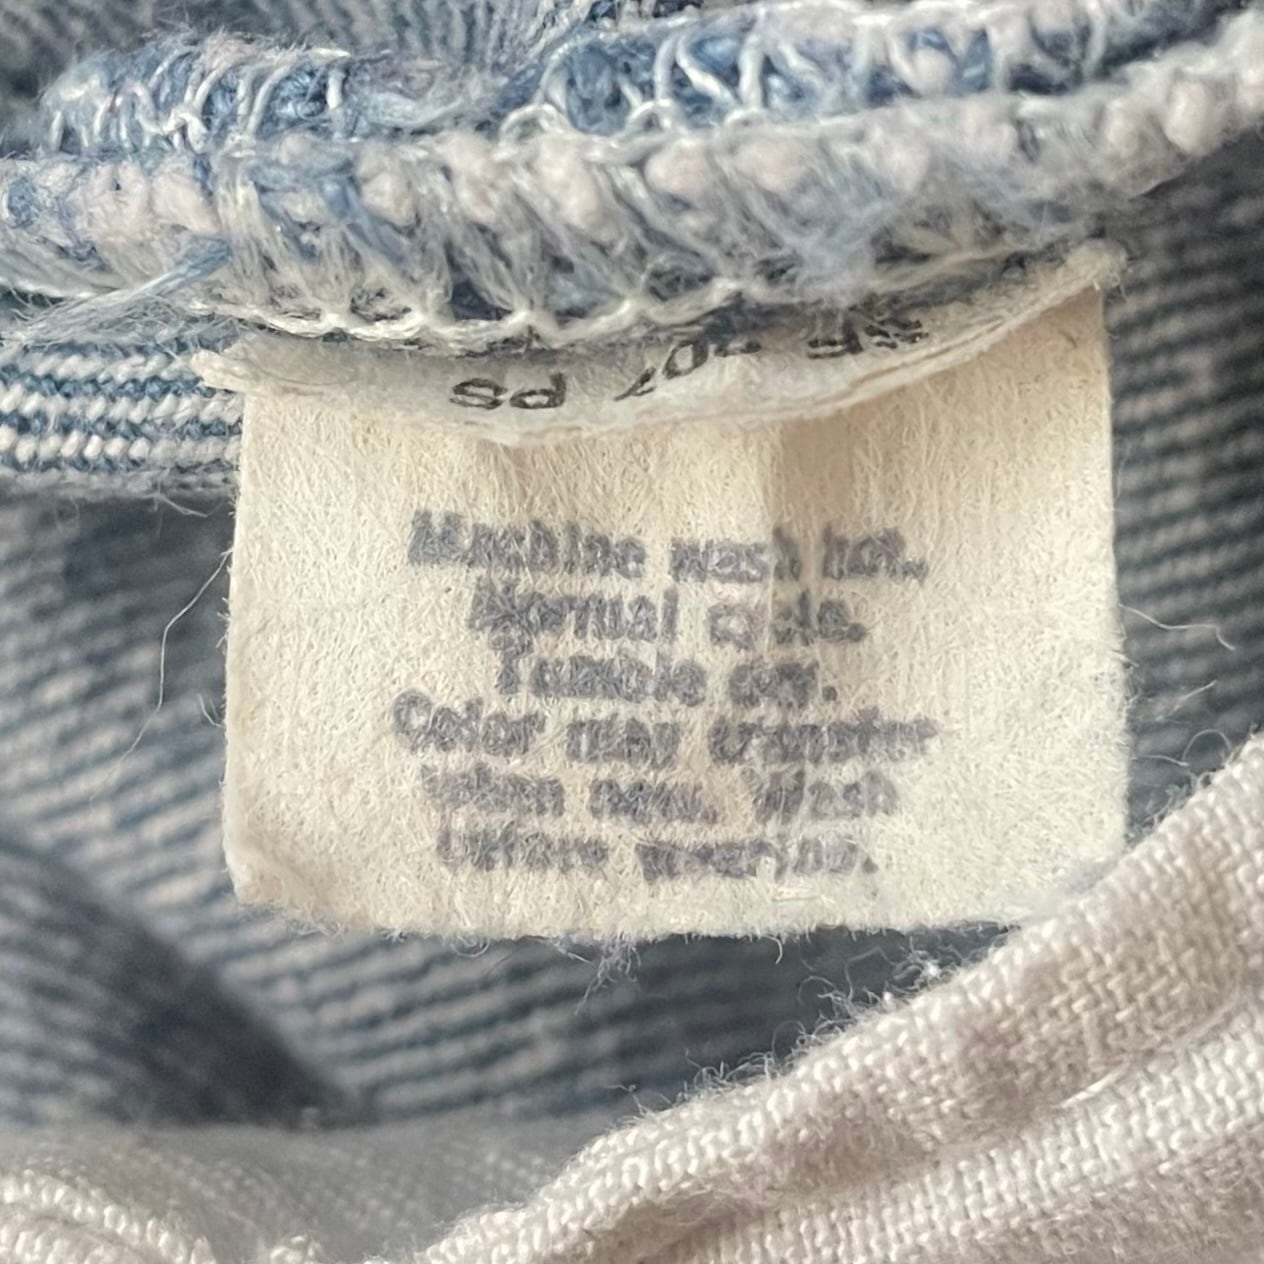 Machine wash hot.
Normal cycle.
Tumble dry.
Color may transfer
when new. Wash
before wearing.